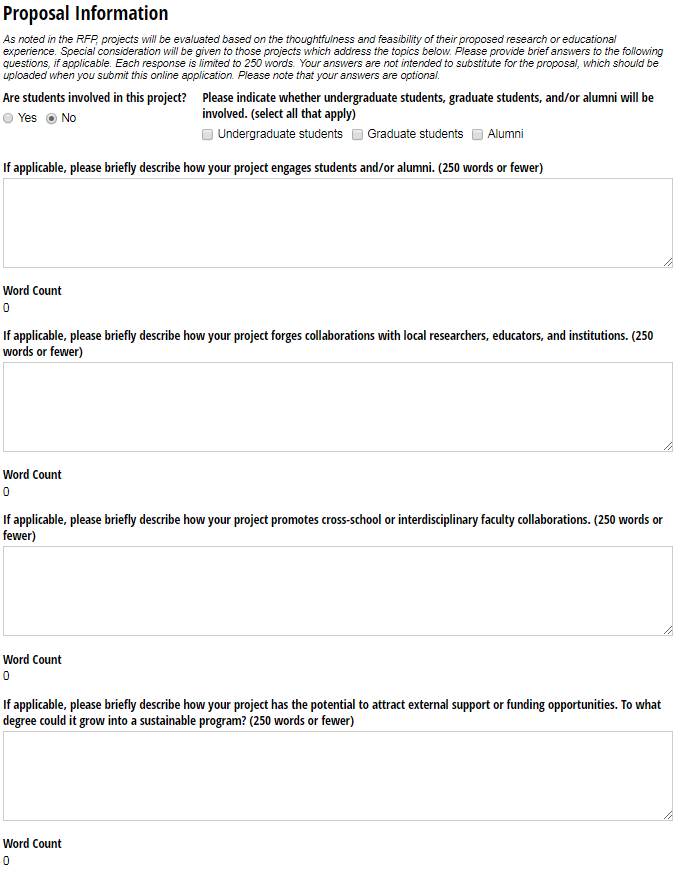 Proposal Information
As noted in the RFP, projects will be evaluated based on the thoughtfulness and feasibility of their proposed research or educational
experience. Special consideration will be given to those projects which address the topics below. Please provide brief answers to the following
questions, if applicable. Each response is limited to 250 words. Your answers are not intended to substitute for the proposal, which should be
uploaded when you submit this online application. Please note that your answers are optional.
Are students involved in this project?
Yes No
Please indicate whether undergraduate students, graduate students, and/or alumni will be
involved. (select all that apply)
Undergraduate students Graduate students Alumni
If applicable, please briefly describe how your project engages students and/or alumni. (250 words or fewer)
Word Count
0
If applicable, please briefly describe how your project forges collaborations with local researchers, educators, and institutions. (250
words or fewer)
Word Count
0
If applicable, please briefly describe how your project promotes cross-school or interdisciplinary faculty collaborations. (250 words or
fewer)
Word Count
0
If applicable, please briefly describe how your project has the potential to attract external support or funding opportunities. To what
degree could it grow into a sustainable program? (250 words or fewer)
Word Count
0